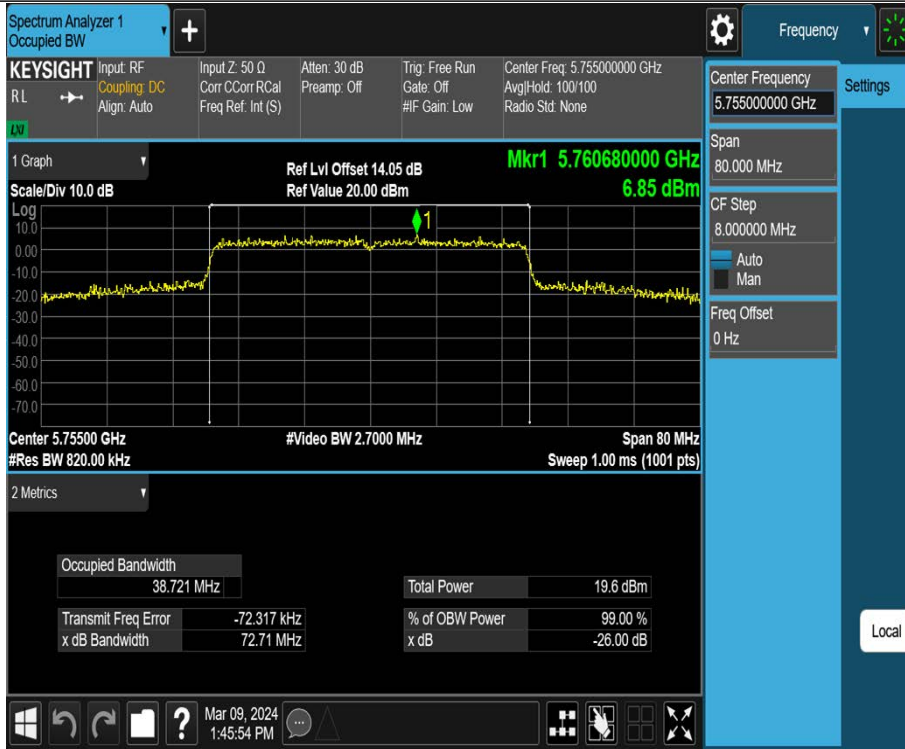 Spectrum Analyzer 1
Occupied BW
+
Frequency
KEYSIGHT
RL
LXI
Input: RF
Coupling: DC
Align: Auto
Input Z: 50 Ω
Corr CCorr RCal
Freq Ref: Int (S)
Atten: 30 dB
Preamp: Off
Trig: Free Run
Gate: Off
#IF Gain: Low
Center Freq: 5.755000000 GHz
Avg|Hold: 100/100
Radio Std: None
Center Frequency
5.755000000 GHz
Settings
Span
80.000 MHz
CF Step
8.000000 MHz
Auto
Man
Freq Offset
0 Hz
1 Graph
Scale/Div 10.0 dB
Ref Lvl Offset 14.05 dB
Ref Value 20.00 dBm
Mkr1 5.760680000 GHz
6.85 dBm
Log
1
10.0
0.00
-10.0
-20.0
-30.0
-40.0
-50.0
-60.0
-70.0
Center 5.75500 GHz
#Video BW 2.7000 MHz
Span 80 MHz
#Res BW 820.00 kHz
Sweep 1.00 ms (1001 pts)
2 Metrics
Occupied Bandwidth
38.721 MHz
Total Power 19.6 dBm
Transmit Freq Error -72.317 kHz
% of OBW Power 99.00 %
x dB Bandwidth 72.71 MHz
x dB -26.00 dB
Local
?
Mar 09, 2024
1:45:54 PM